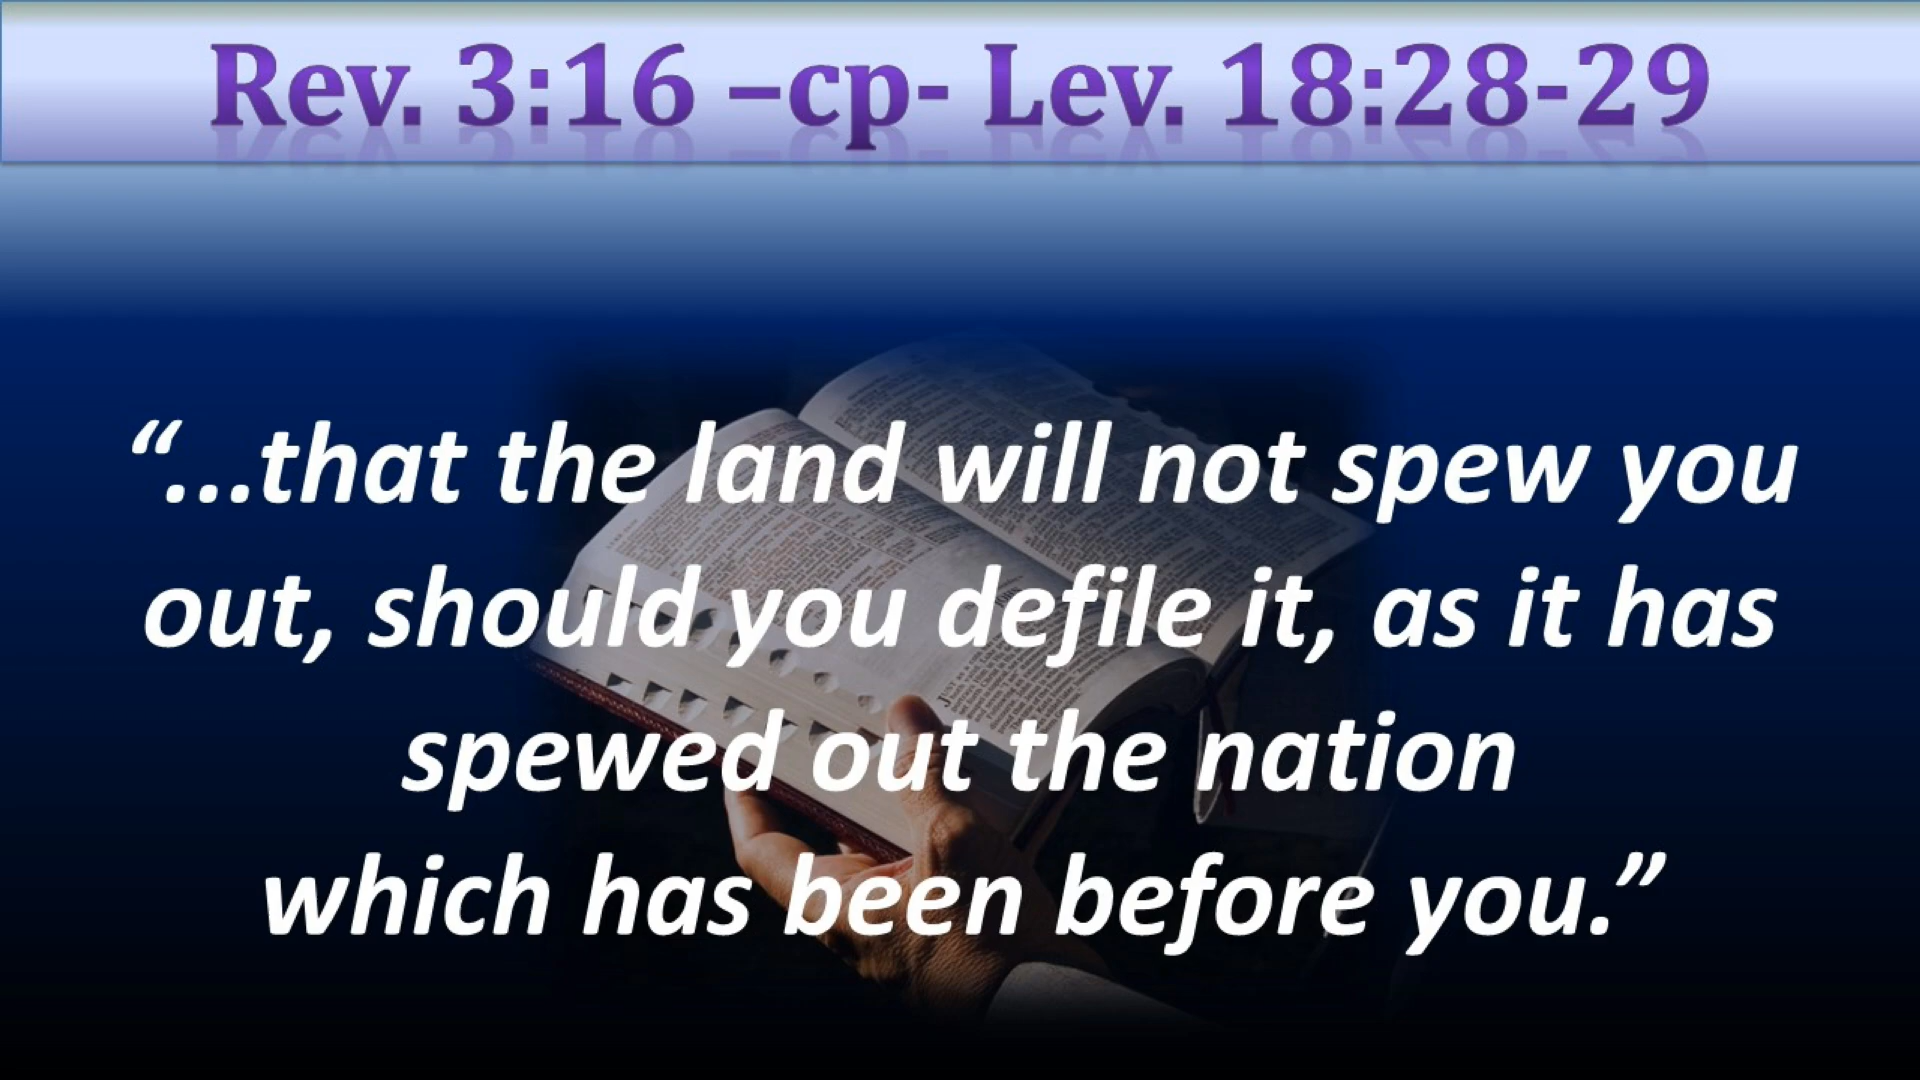 Rev. 3:16 –cp- Lev. 18:28-29
“...that the land will not spew you
out, should you defile it, as it has
spewed out the nation
which has been before you.”